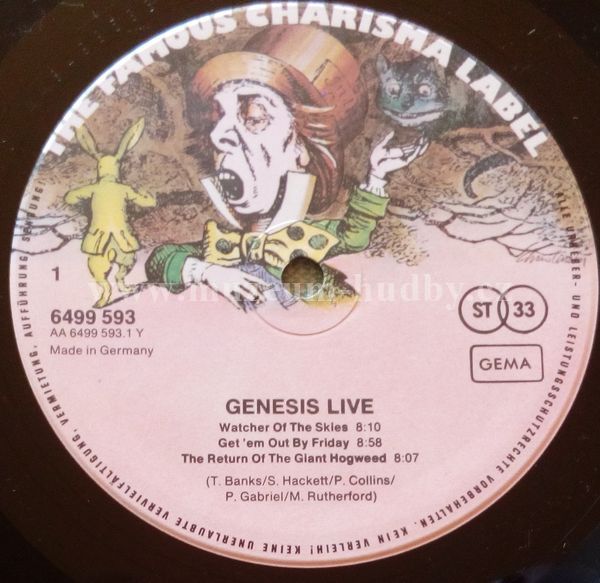 THE FAMOUS CHARISMA LABEL
1
6499 593
AA 6499 593.1 Y
Made in Germany
ST 33
GEMA
GENESIS LIVE
Watcher Of The Skies 8:10
Get 'em Out By Friday 8:58
The Return Of The Giant Hogweed 8:07
(T. Banks/S. Hackett/P. Collins/
P. Gabriel/M. Rutherford)
ALLE URHEBER- UND LEISTUNGSSCHUTZRECHTE VORBEHALTEN. KEIN VERLEIH! KEINE UNERLAUBTE VERVIELFÄLTIGUNG, VERMIETUNG, AUFFÜHRUNG, SENDUNG!